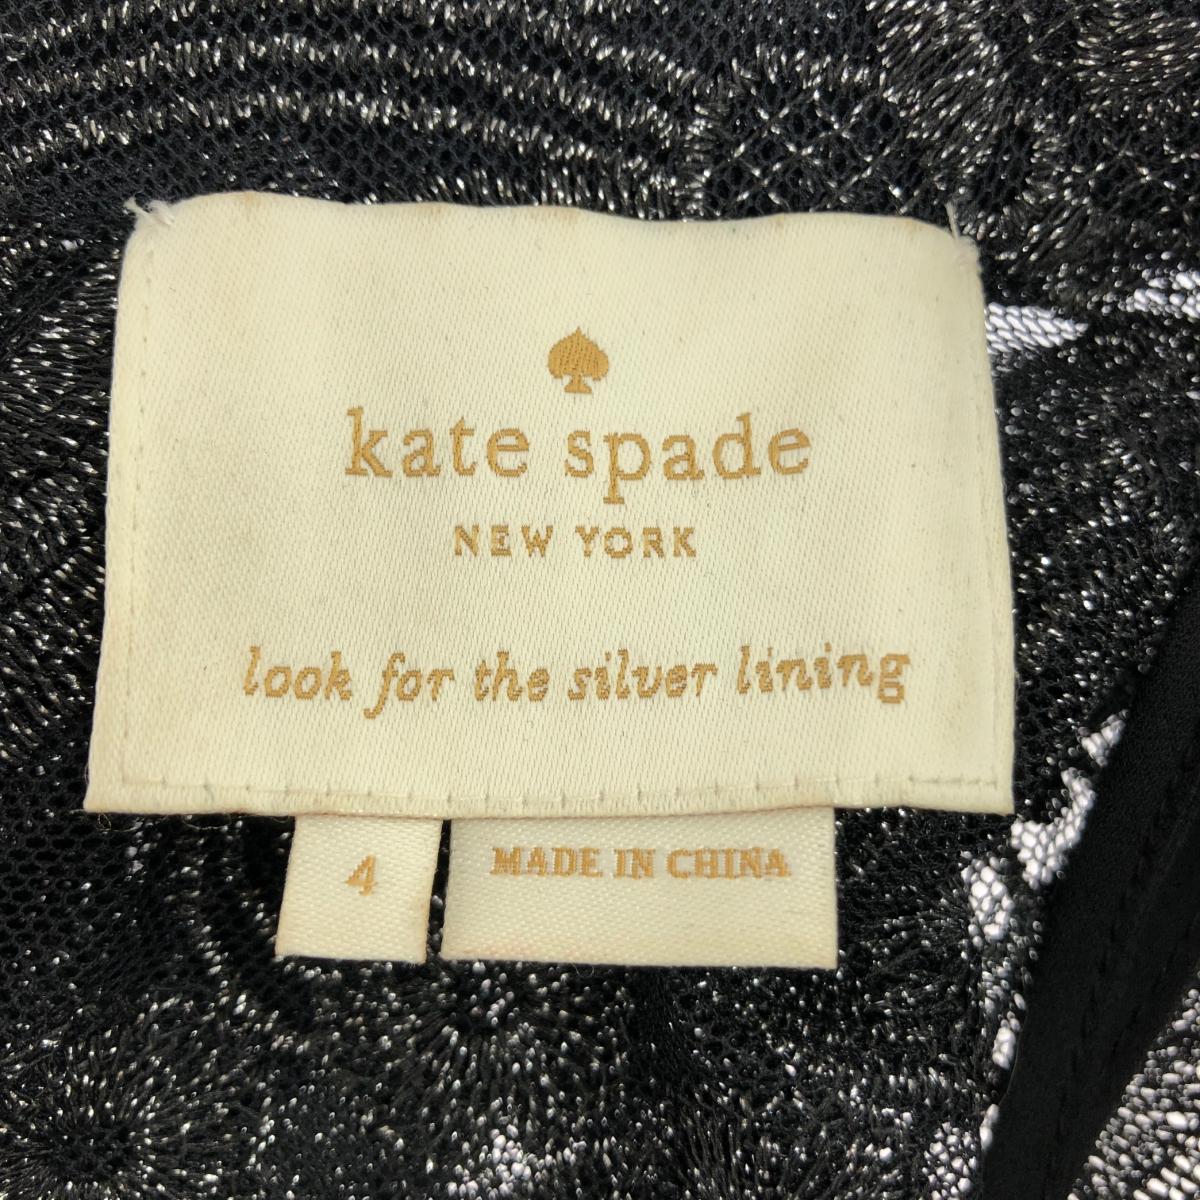 kate spade
NEW YORK
look for the silver lining
4
MADE IN CHINA